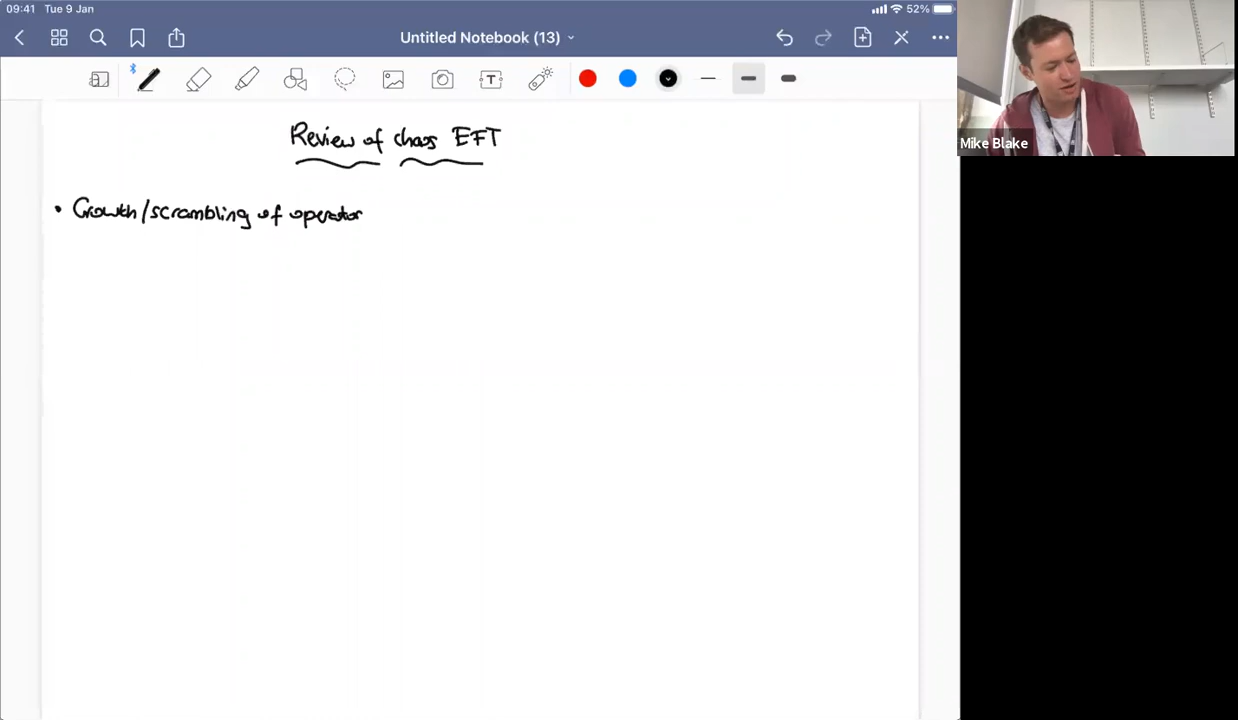 09:41 Tue 9 Jan
52%
Untitled Notebook (13)
T
Mike Blake
Review of chaos EFT
• Growth/scrambling of operator